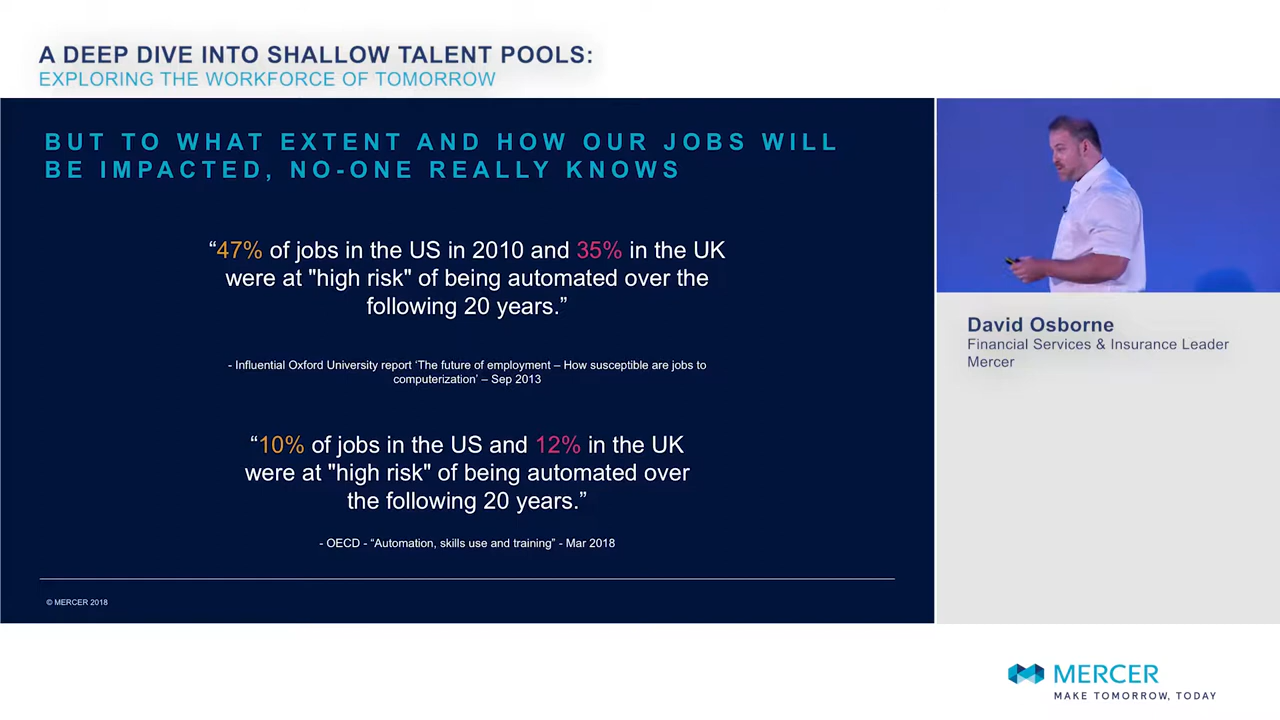 A DEEP DIVE INTO SHALLOW TALENT POOLS:
EXPLORING THE WORKFORCE OF TOMORROW
BUT TO WHAT EXTENT AND HOW OUR JOBS WILL
BE IMPACTED, NO-ONE REALLY KNOWS
“47% of jobs in the US in 2010 and 35% in the UK
were at "high risk" of being automated over the
following 20 years.”
- Influential Oxford University report ‘The future of employment – How susceptible are jobs to
computerization’ – Sep 2013
“10% of jobs in the US and 12% in the UK
were at "high risk" of being automated over
the following 20 years.”
- OECD - “Automation, skills use and training” - Mar 2018
© MERCER 2018
David Osborne
Financial Services & Insurance Leader
Mercer
MERCER
MAKE TOMORROW, TODAY